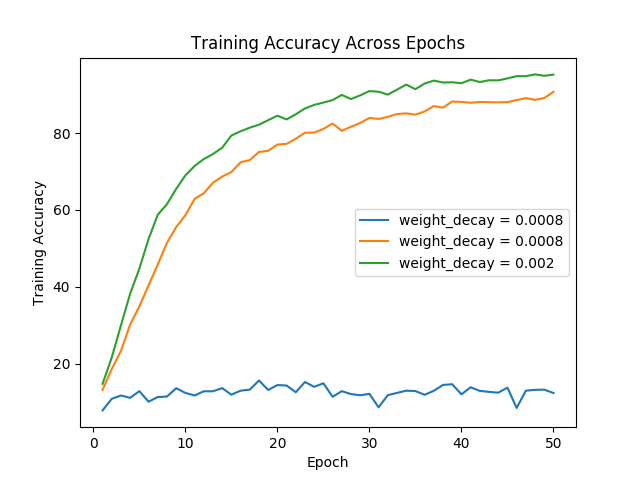 Training Accuracy Across Epochs
Training Accuracy
80
60
40
20
weight_decay = 0.0008
weight_decay = 0.0008
weight_decay = 0.002
0 10 20 30 40 50
Epoch